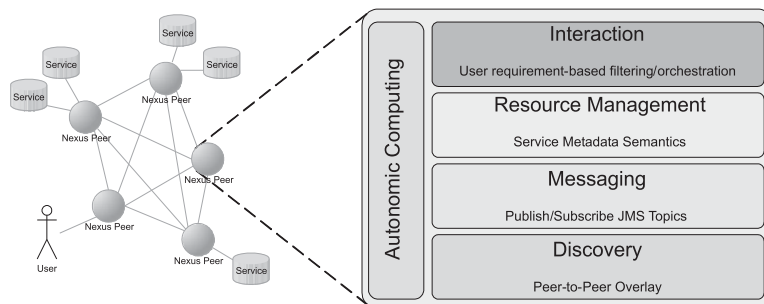 Service
Service
Service
Service
Nexus Peer
Nexus Peer
Nexus Peer
Nexus Peer
Nexus Peer
Service
User
Autonomic Computing
Interaction
User requirement-based filtering/orchestration
Resource Management
Service Metadata Semantics
Messaging
Publish/Subscribe JMS Topics
Discovery
Peer-to-Peer Overlay